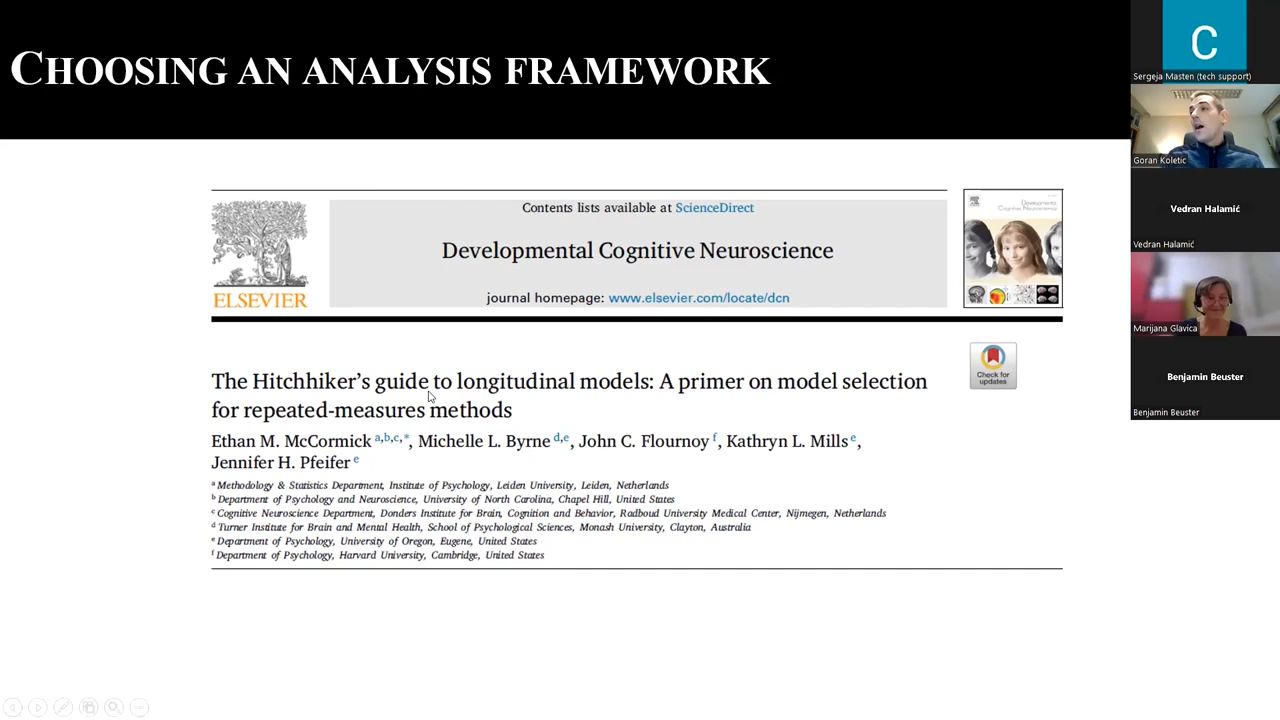 CHOOSING AN ANALYSIS FRAMEWORK
Contents lists available at ScienceDirect
Developmental Cognitive Neuroscience
journal homepage: www.elsevier.com/locate/dcn
ELSEVIER
Developmental
Cognitive Neuroscience
Check for
updates
The Hitchhiker's guide to longitudinal models: A primer on model selection
for repeated-measures methods
Ethan M. McCormick a,b,c,*, Michelle L. Byrne d,e, John C. Flournoy f, Kathryn L. Mills e,
Jennifer H. Pfeifer e
a Methodology & Statistics Department, Institute of Psychology, Leiden University, Leiden, Netherlands
b Department of Psychology and Neuroscience, University of North Carolina, Chapel Hill, United States
c Cognitive Neuroscience Department, Donders Institute for Brain, Cognition and Behavior, Radboud University Medical Center, Nijmegen, Netherlands
d Turner Institute for Brain and Mental Health, School of Psychological Sciences, Monash University, Clayton, Australia
e Department of Psychology, University of Oregon, Eugene, United States
f Department of Psychology, Harvard University, Cambridge, United States
C
Sergeja Masten (tech support)
Goran Koletic
Vedran Halamić
Vedran Halamić
Marijana Glavica
Benjamin Beuster
Benjamin Beuster